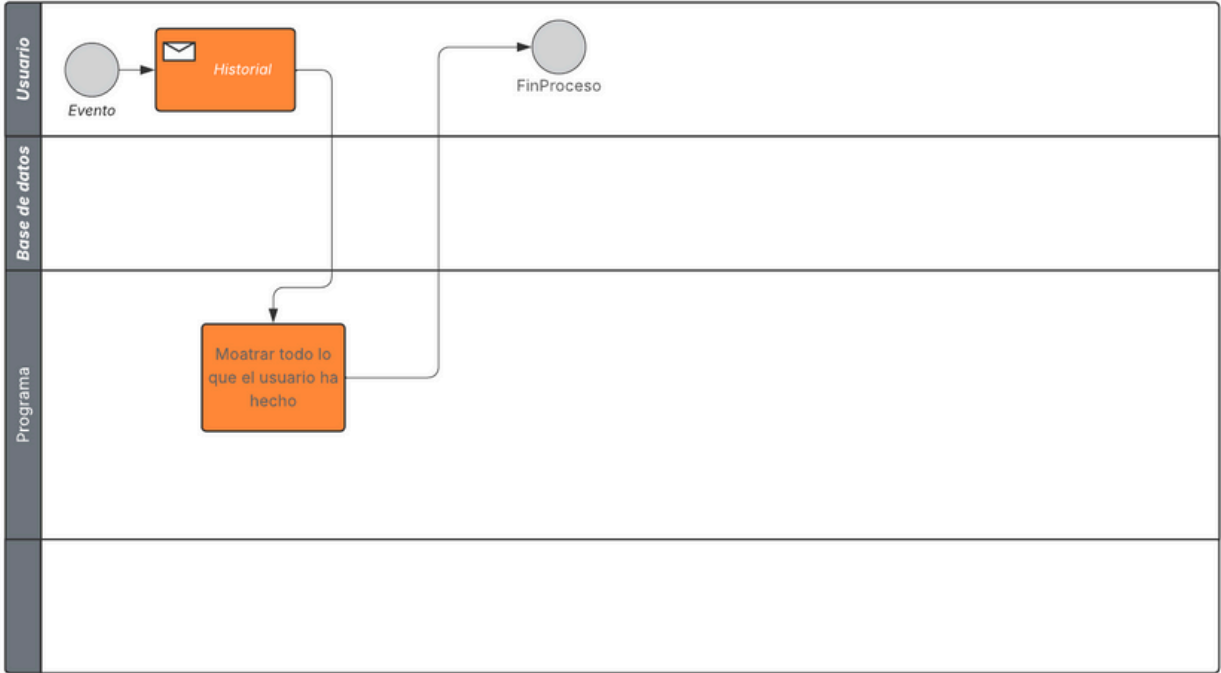 Usuario
Evento
Historial
FinProceso
Base de datos
Programa
Moatrar todo lo
que el usuario ha
hecho